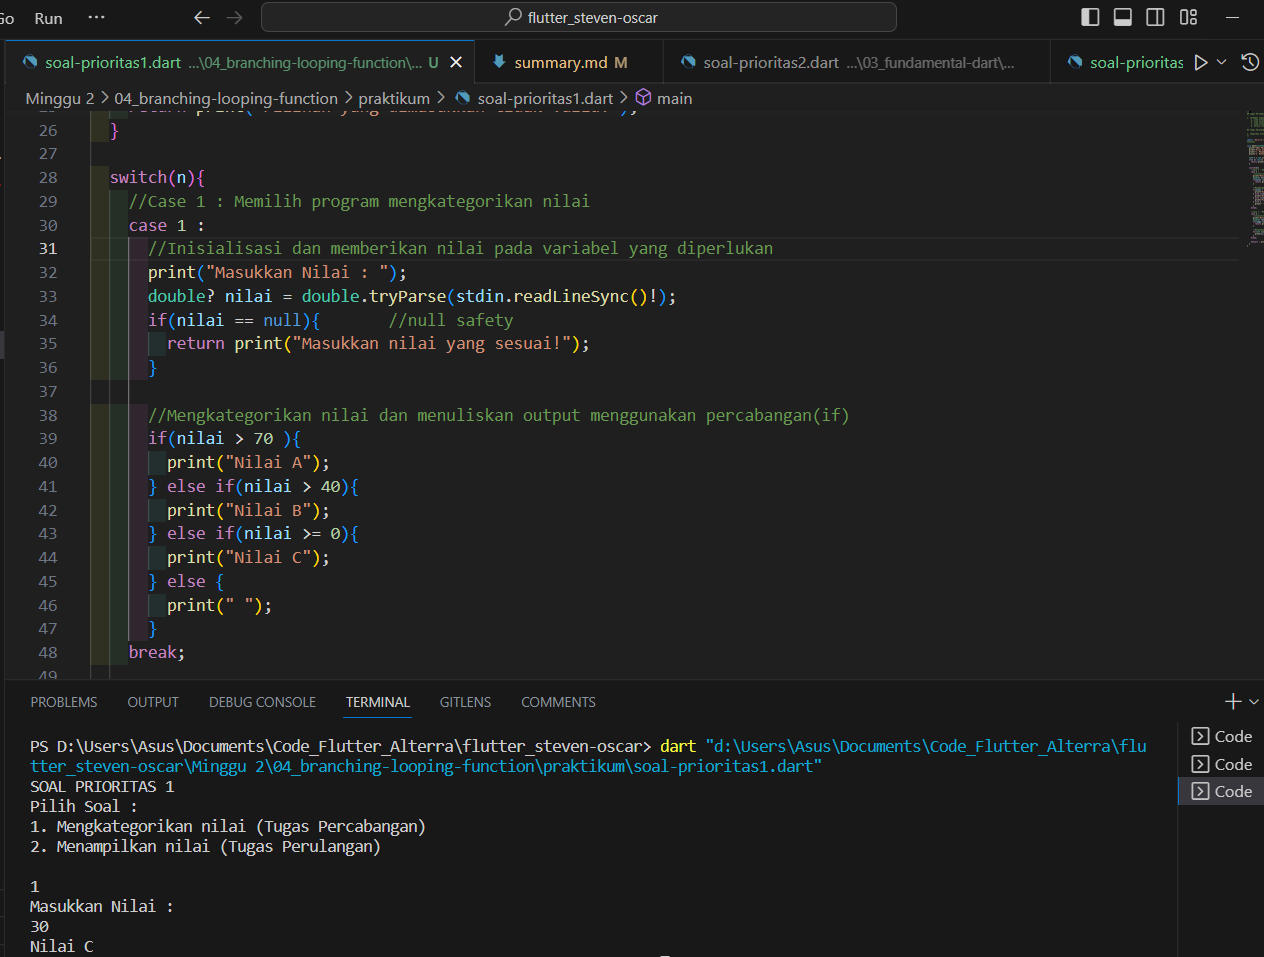 Run ···
flutter_steven-oscar
soal-prioritas1.dart ...\04_branching-looping-function\... U
summary.md M
soal-prioritas2.dart ...\03_fundamental-dart\...
soal-prioritas
Minggu 2 > 04_branching-looping-function > praktikum > soal-prioritas1.dart > main
26 }
27
28 switch(n){
29 //Case 1 : Memilih program mengkategorikan nilai
30 case 1 :
31 //Inisialisasi dan memberikan nilai pada variabel yang diperlukan
32 print("Masukkan Nilai : ");
33 double? nilai = double.tryParse(stdin.readLineSync()!);
34 if(nilai == null){ //null safety
35 return print("Masukkan nilai yang sesuai!");
36 }
37
38 //Mengkategorikan nilai dan menuliskan output menggunakan percabangan(if)
39 if(nilai > 70 ){
40 print("Nilai A");
41 } else if(nilai > 40){
42 print("Nilai B");
43 } else if(nilai >= 0){
44 print("Nilai C");
45 } else {
46 print(" ");
47 }
48 break;
49
PROBLEMS OUTPUT DEBUG CONSOLE TERMINAL GITLENS COMMENTS
PS D:\Users\Asus\Documents\Code_Flutter_Alterra\flutter_steven-oscar> dart "d:\Users\Asus\Documents\Code_Flutter_Alterra\flu
tter_steven-oscar\Minggu 2\04_branching-looping-function\praktikum\soal-prioritas1.dart"
SOAL PRIORITAS 1
Pilih Soal :
1. Mengkategorikan nilai (Tugas Percabangan)
2. Menampilkan nilai (Tugas Perulangan)
1
Masukkan Nilai :
30
Nilai C
Code
Code
Code